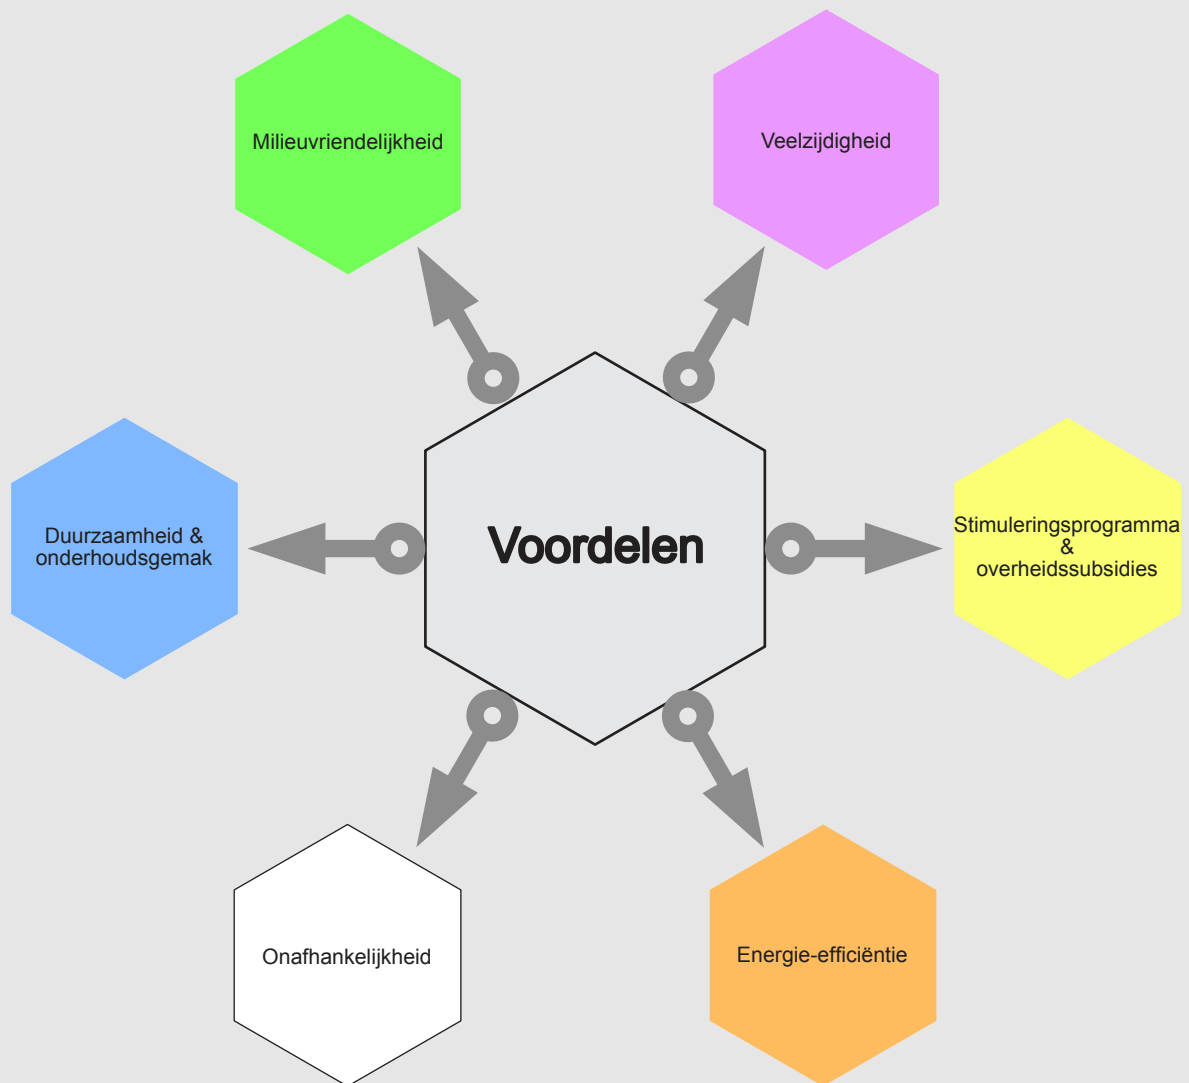 Milieuvriendelijkheid
Veelzijdigheid
Duurzaamheid &
onderhoudsgemak
Voordelen
Stimuleringsprogramma
&
overheidssubsidies
Onafhankelijkheid
Energie-efficiëntie